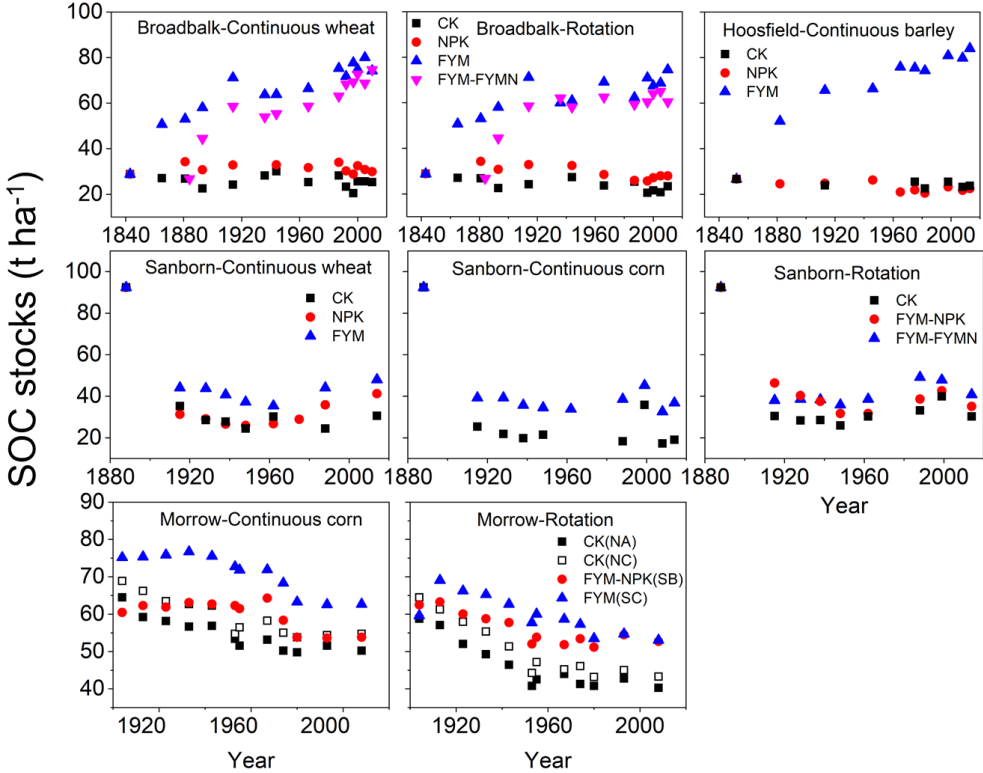 Broadbalk-Continuous wheat
Broadbalk-Rotation
Hoosfield-Continuous barley
CK
NPK
FYM
FYM-FYMN
CK
NPK
FYM
100
80
60
40
20
1840 1880 1920 1960 2000
1840 1880 1920 1960 2000
1840 1880 1920 1960 2000
SOC stocks (t ha-1)
Sanborn-Continuous wheat
Sanborn-Continuous corn
Sanborn-Rotation
CK
NPK
FYM
CK
FYM-NPK
FYM-FYMN
100
80
60
40
20
1880 1920 1960 2000
1880 1920 1960 2000
1880 1920 1960 2000
Year
Morrow-Continuous corn
Morrow-Rotation
CK(NA)
CK(NC)
FYM-NPK(SB)
FYM(SC)
90
80
70
60
50
40
1920 1960 2000
1920 1960 2000
Year
Year